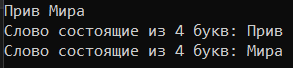 Прив Мира
Слово состоящие из 4 букв: Прив
Слово состоящие из 4 букв: Мира